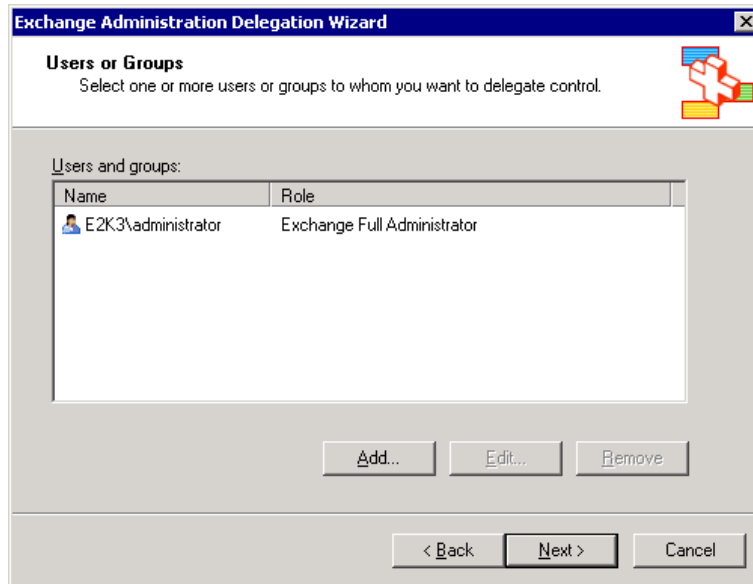 Exchange Administration Delegation Wizard
Users or Groups
Select one or more users or groups to whom you want to delegate control.
Users and groups:
Name Role
E2K3\administrator Exchange Full Administrator
Add... Edit... Remove
< Back Next > Cancel